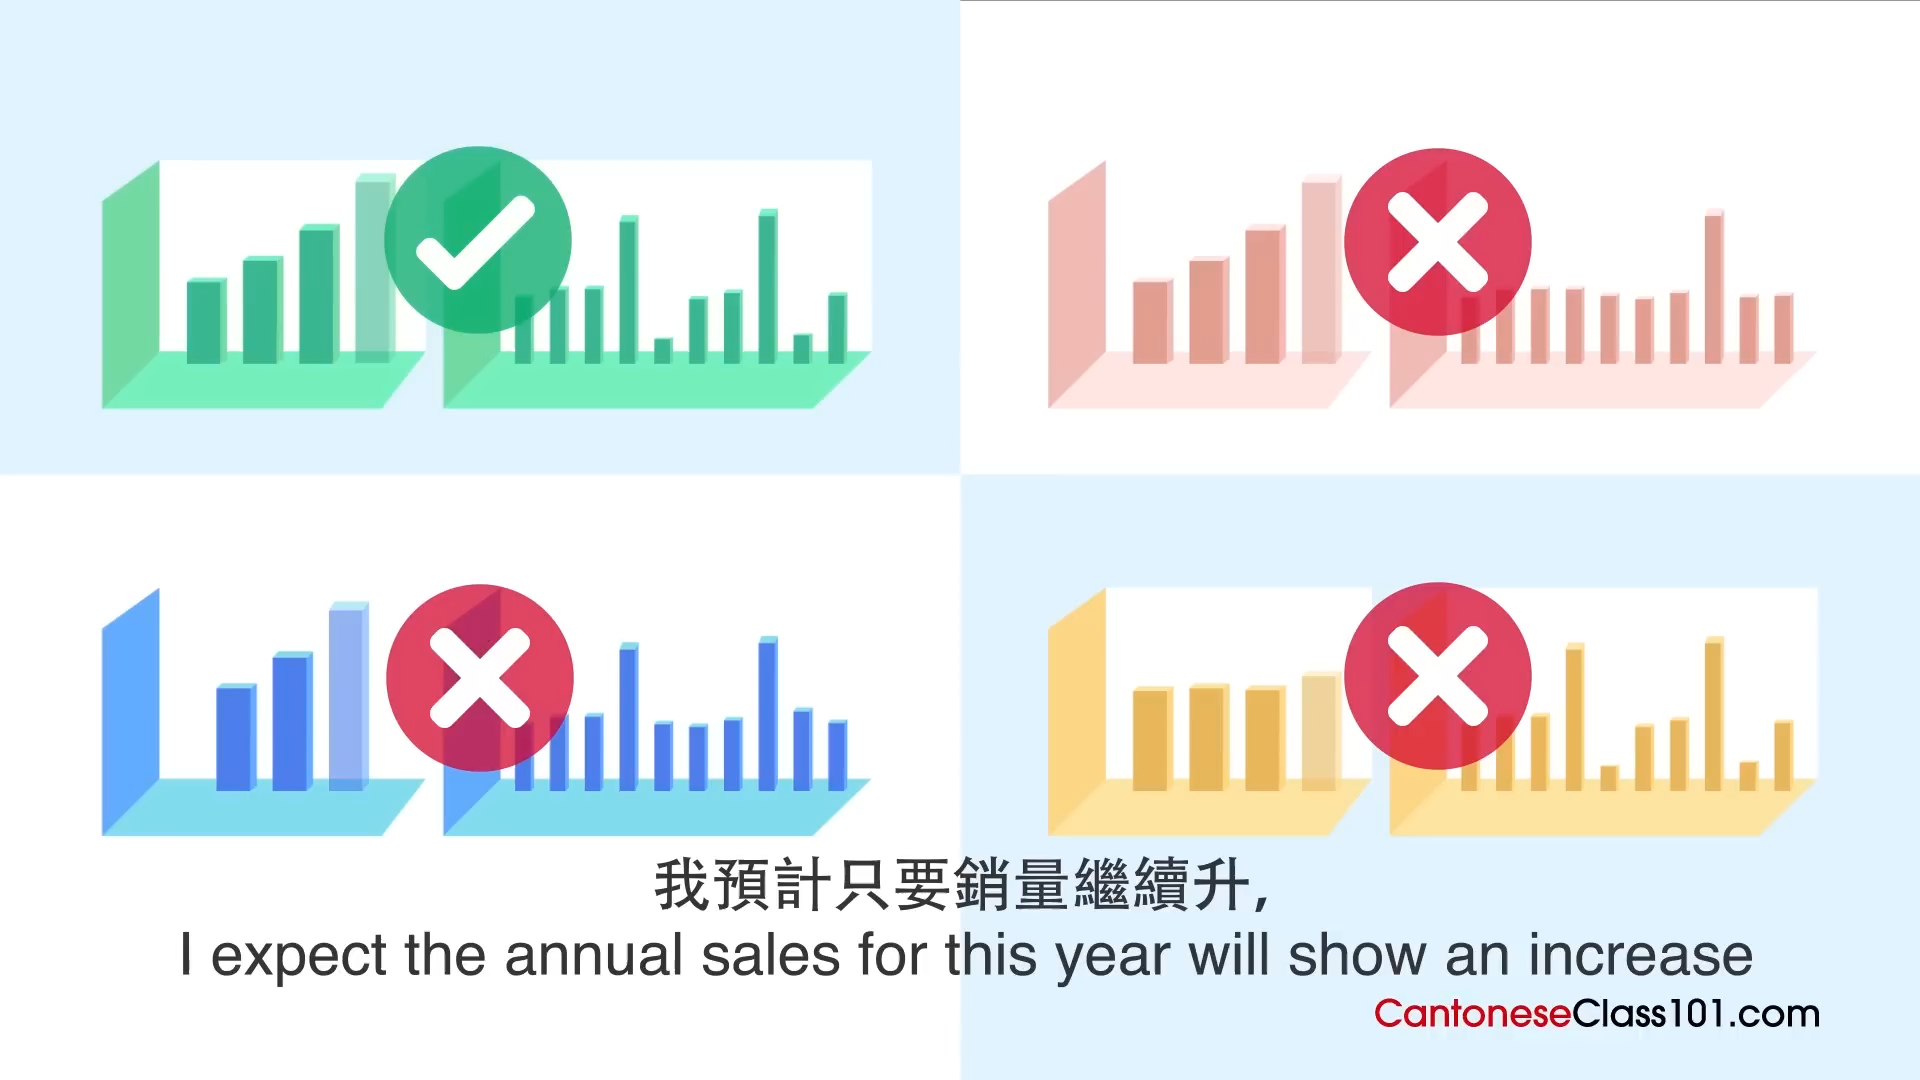 我預計只要銷量繼續升,
I expect the annual sales for this year will show an increase
CantoneseClass101.com